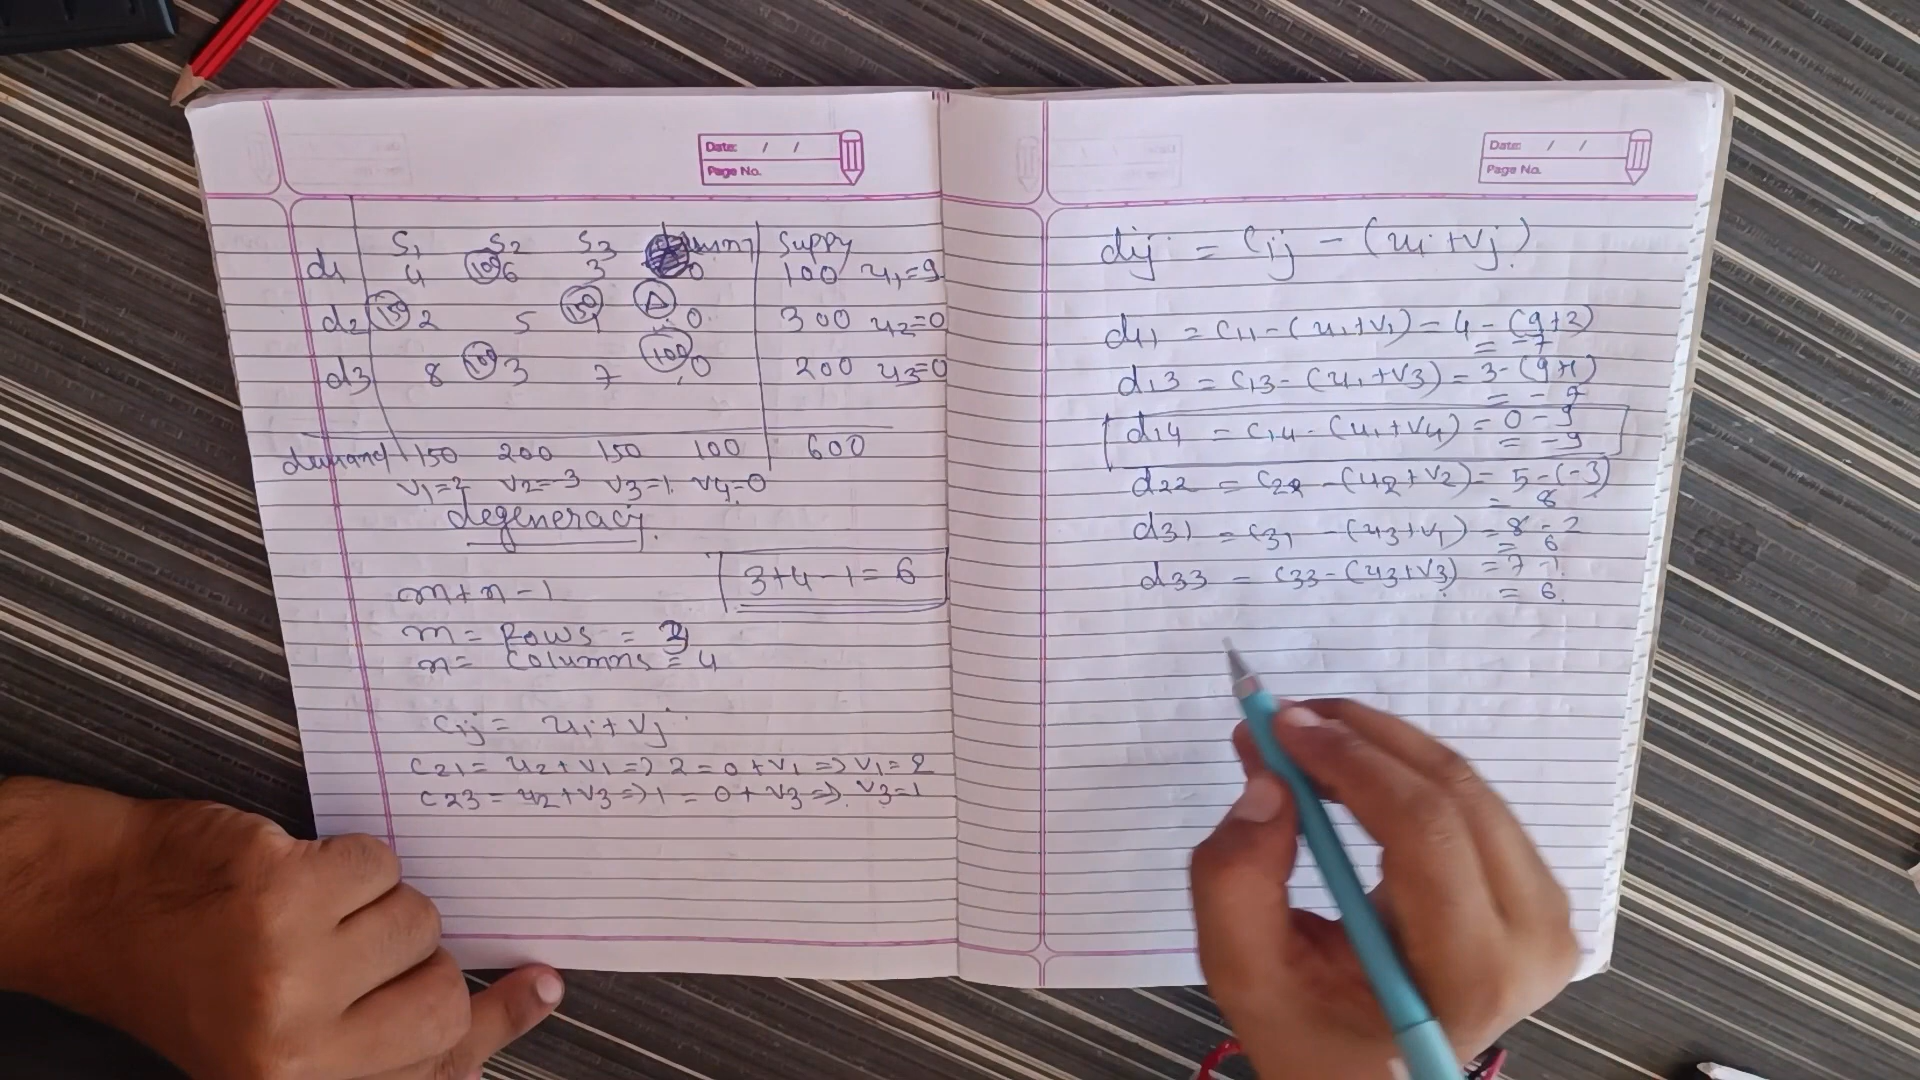 Date: / /
Page No.
S1 S2 S3 supply
d1 4 (100) 6 3 0 100 u1=9
d2 (150) 2 5 (150) 1 (Δ) 0 300 u2=0
d3 8 (100) 3 7 (100) 0 200 u3=0
demand 150 200 150 100 600
v1=2 v2=-3 v3=1 v4=0
degeneracy
m+n-1 3+4-1=6
m = Rows = 3
n = columns = 4
cij = ui+vj
c21 = u2+v1 => 2 = 0+v1 => v1=2
c23 = u2+v3 => 1 = 0+v3 => v3=1
Date: / /
Page No.
dij = cij - (ui+vj)
d11 = c11 - (u1+v1) = 4 - (9+2)
= -7
d13 = c13 - (u1+v3) = 3 - (9+1)
= -7
d14 = c14 - (u1+v4) = 0 - 9
= -9
d22 = c22 - (u2+v2) = 5 - (-3)
= 8
d31 = c31 - (u3+v1) = 8 - 2
= 6
d33 = c33 - (u3+v3) = 7 - 1
= 6